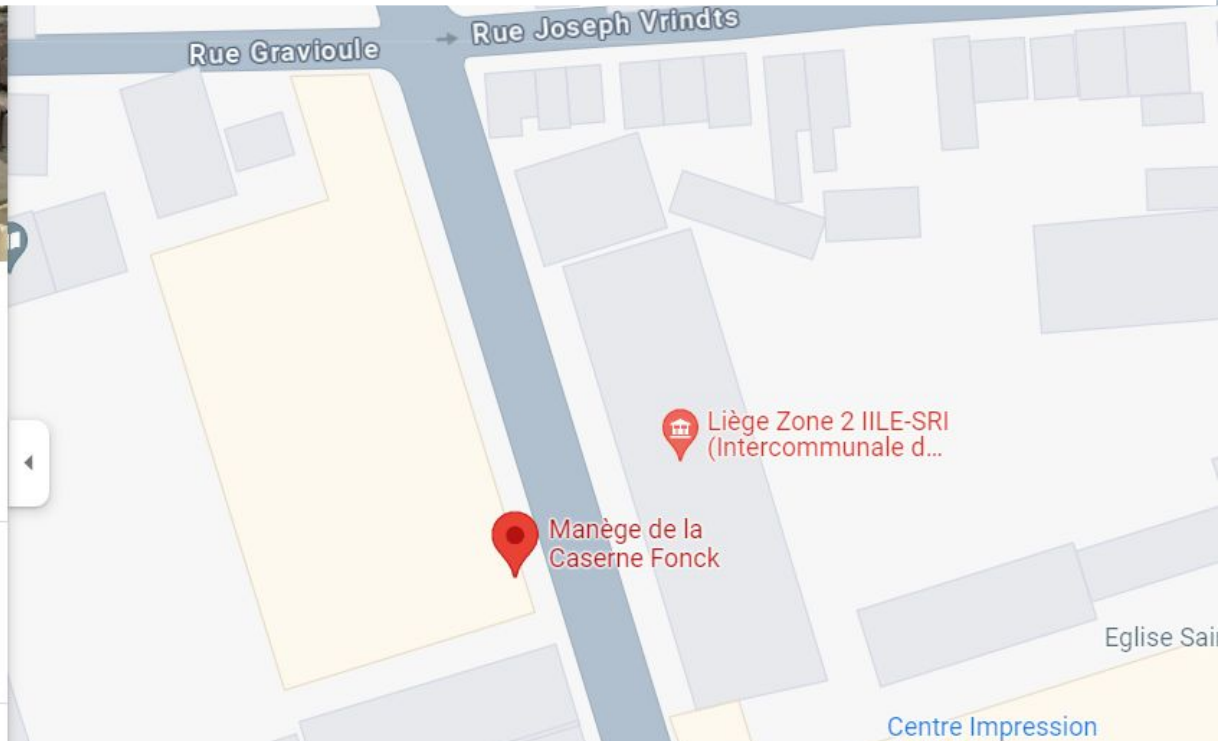 Rue Gravioule
Rue Joseph Vrindts
Liège Zone 2 IILE-SRI
(Intercommunale d...
Manège de la
Caserne Fonck
Eglise Sai
Centre Impression